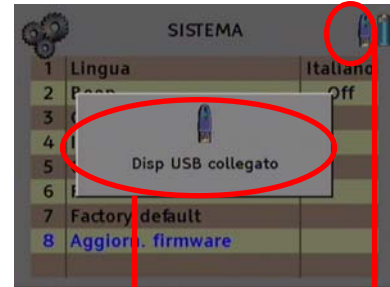 SISTEMA
1 Lingua Italiano
2 Off
3
4
5
6
7 Factory default
8 Aggiorn. firmware
Disp USB collegato